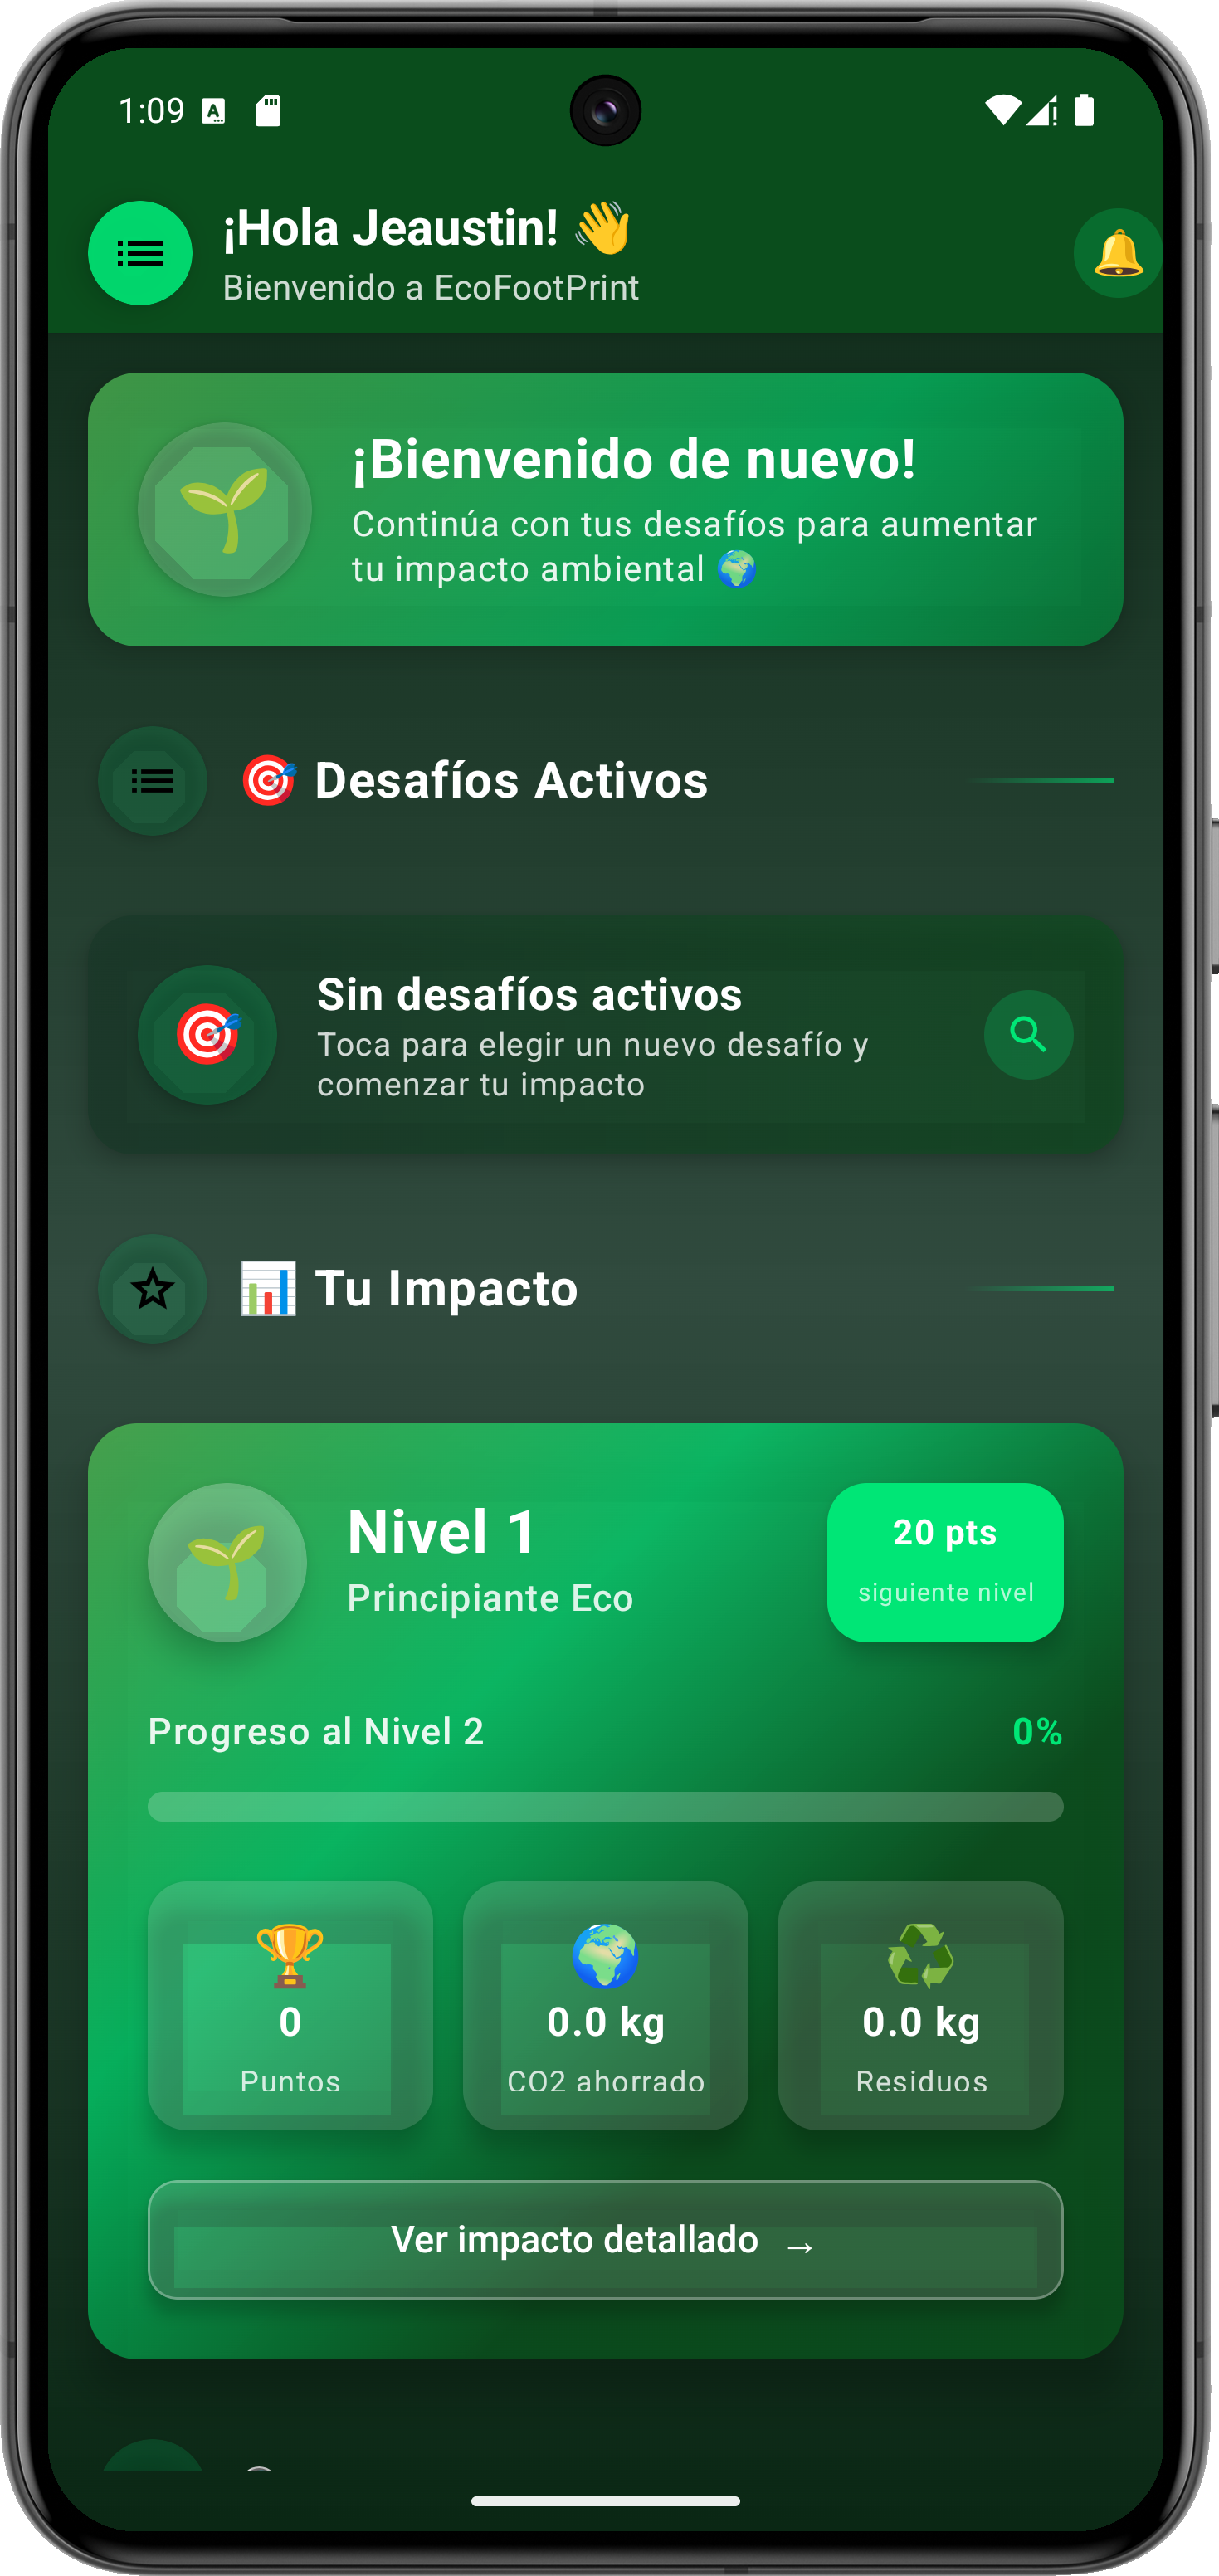 1:09
¡Hola Jeaustin! 👋
Bienvenido a EcoFootPrint
¡Bienvenido de nuevo!
Continúa con tus desafíos para aumentar
tu impacto ambiental 🌍
🎯 Desafíos Activos
Sin desafíos activos
Toca para elegir un nuevo desafío y
comenzar tu impacto
📊 Tu Impacto
Nivel 1
Principiante Eco
20 pts
siguiente nivel
Progreso al Nivel 2
0%
0
Puntos
0.0 kg
CO2 ahorrado
0.0 kg
Residuos
Ver impacto detallado →